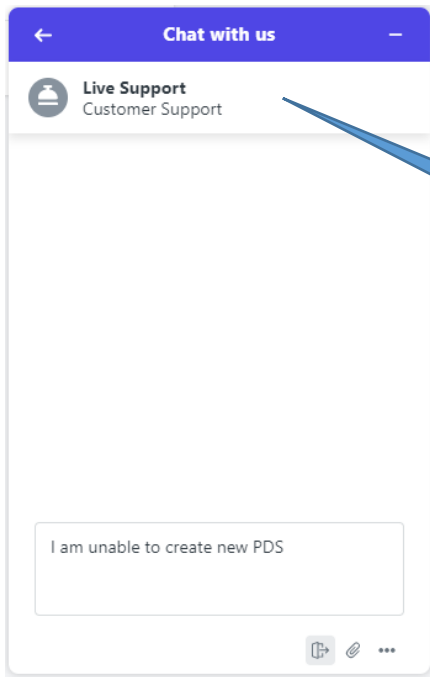 Chat with us
Live Support
Customer Support
I am unable to create new PDS